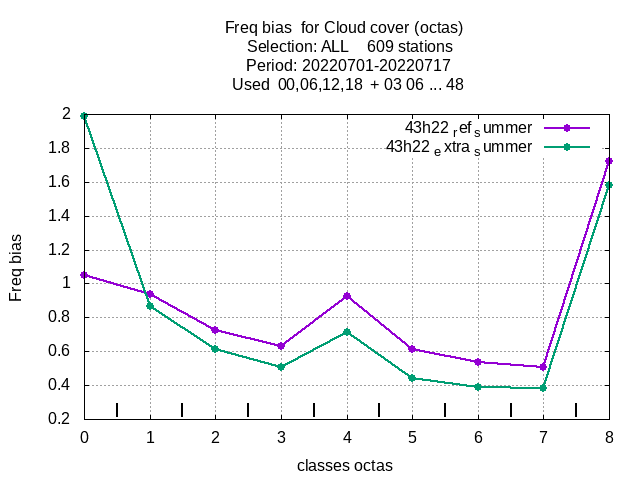 Freq bias  for Cloud cover (octas)
Selection: ALL    609 stations
Period: 20220701-20220717
Used  00,06,12,18  + 03 06 ... 48
43h22 ref summer
43h22 extra summer
2
1.8
1.6
1.4
1.2
1
0.8
0.6
0.4
0.2
Freq bias
0 1 2 3 4 5 6 7 8
classes octas